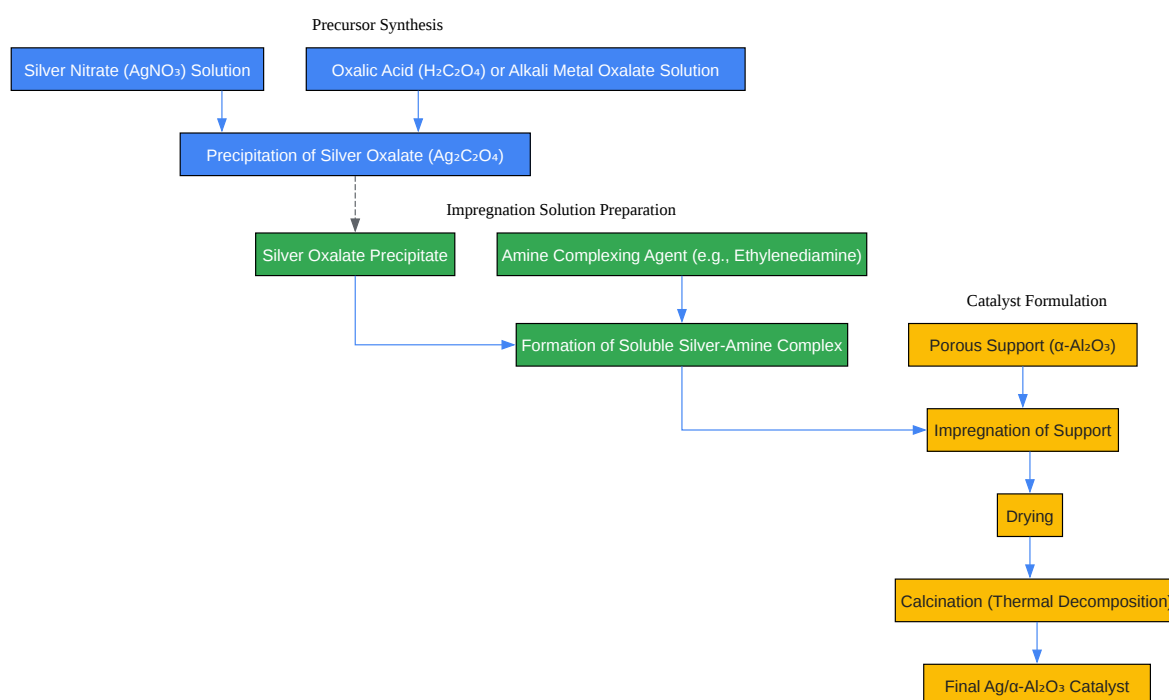 Precursor Synthesis
Silver Nitrate (AgNO₃) Solution
Oxalic Acid (H₂C₂O₄) or Alkali Metal Oxalate Solution
Precipitation of Silver Oxalate (Ag₂C₂O₄)
Impregnation Solution Preparation
Silver Oxalate Precipitate
Amine Complexing Agent (e.g., Ethylenediamine)
Formation of Soluble Silver-Amine Complex
Catalyst Formulation
Porous Support (α-Al₂O₃)
Impregnation of Support
Drying
Calcination (Thermal Decomposition)
Final Ag/α-Al₂O₃ Catalyst